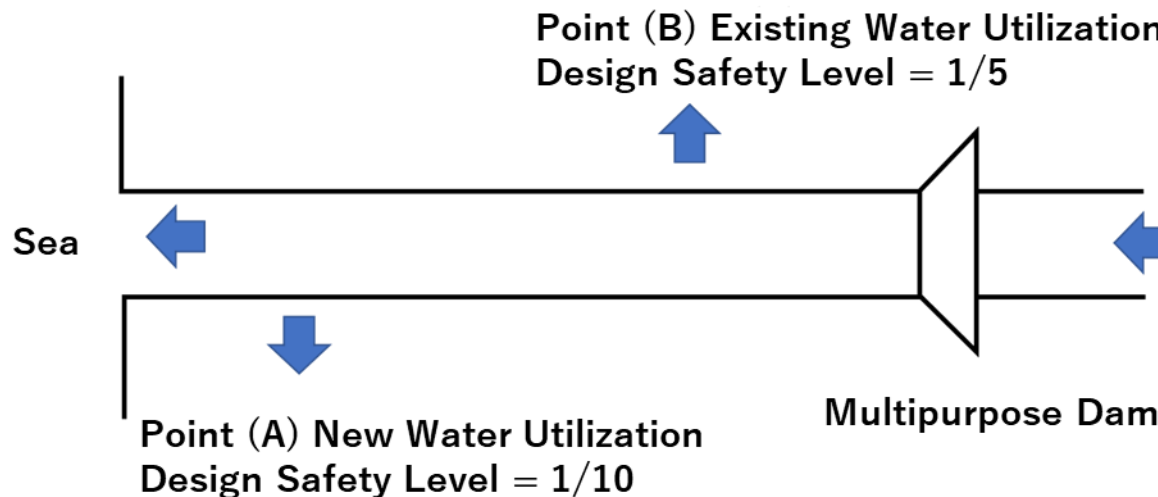 Point (B) Existing Water Utilization
Design Safety Level = 1/5
Sea
Multipurpose Dam
Point (A) New Water Utilization
Design Safety Level = 1/10